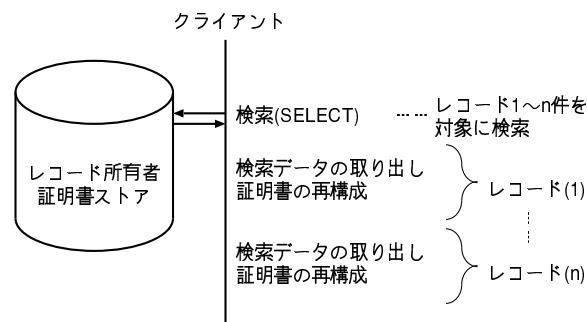 クライアント
検索(SELECT)
レコード1～n件を
対象に検索
レコード所有者
証明書ストア
検索データの取り出し
証明書の再構成
レコード(1)
検索データの取り出し
証明書の再構成
レコード(n)